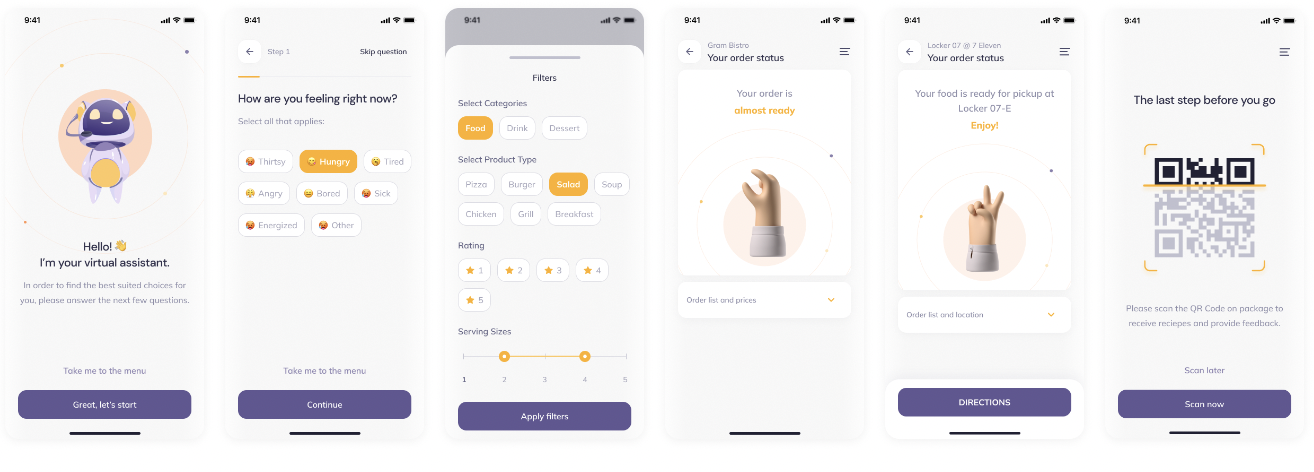 9:41
Hello! 👋
I'm your virtual assistant.
In order to find the best suited choices for
you, please answer the next few questions.
Take me to the menu
Great, let's start
9:41
Step 1
Skip question
How are you feeling right now?
Select all that applies:
Thirtsy
Hungry
Tired
Angry
Bored
Sick
Energized
Other
Take me to the menu
Continue
9:41
Filters
Select Categories
Food
Drink
Dessert
Select Product Type
Pizza
Burger
Salad
Soup
Chicken
Grill
Breakfast
Rating
1
2
3
4
5
Serving Sizes
1
2
3
4
5
Apply filters
9:41
Gram Bistro
Your order status
Your order is
almost ready
Order list and prices
9:41
Locker 07 @ 7 Eleven
Your order status
Your food is ready for pickup at
Locker 07-E
Enjoy!
Order list and location
DIRECTIONS
9:41
The last step before you go
Please scan the QR Code on package to
receive reciepes and provide feedback.
Scan later
Scan now